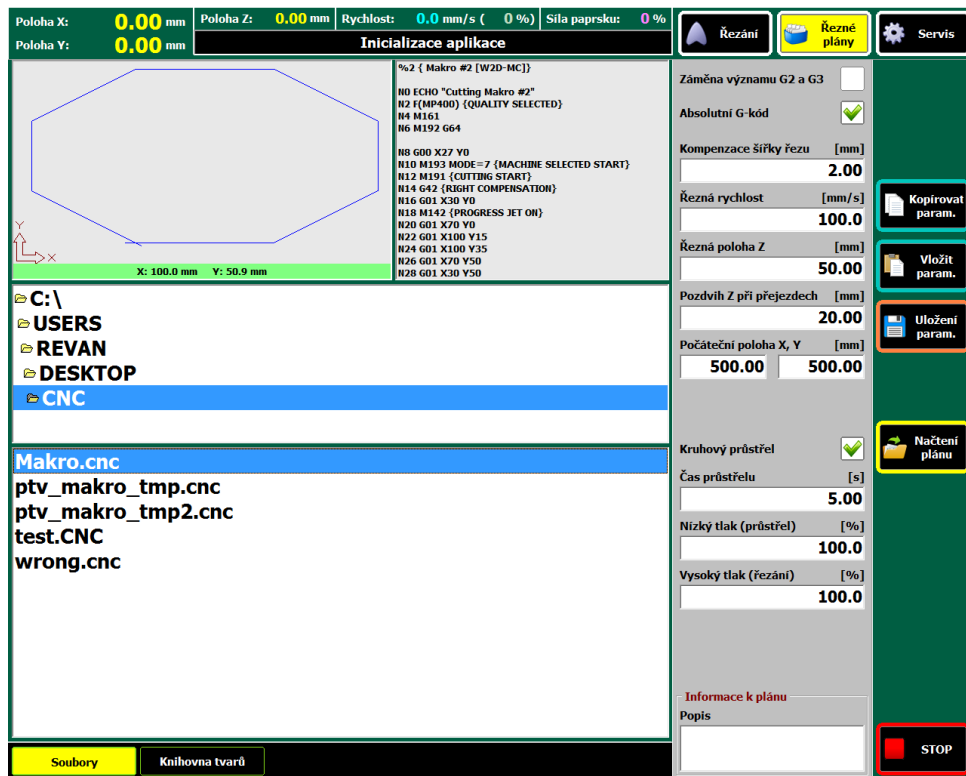 Poloha X: 0.00 mm
Poloha Y: 0.00 mm
Poloha Z: 0.00 mm
Rychlost: 0.0 mm/s ( 0 %)
Síla paprsku: 0 %
Inicializace aplikace
Řezání
Řezné
plány
Servis
%2 { Makro #2 [W2D-MC]}
N0 ECHO "Cutting Makro #2"
N2 F(MP400) {QUALITY SELECTED}
N4 M161
N6 M192 G64
N8 G00 X27 Y0
N10 M193 MODE=7 {MACHINE SELECTED START}
N12 M191 {CUTTING START}
N14 G42 {RIGHT COMPENSATION}
N16 G01 X30 Y0
N18 M142 {PROGRESS JET ON}
N20 G01 X70 Y0
N22 G01 X100 Y15
N24 G01 X100 Y35
N26 G01 X70 Y50
N28 G01 X30 Y50
Y
X
X: 100.0 mm Y: 50.9 mm
C:\
USERS
REVAN
DESKTOP
CNC
Makro.cnc
ptv_makro_tmp.cnc
ptv_makro_tmp2.cnc
test.CNC
wrong.cnc
Soubory
Knihovna tvarů
Záměna významu G2 a G3
Absolutní G-kód
Kompenzace šířky řezu [mm]
2.00
Řezná rychlost [mm/s]
100.0
Řezná poloha Z [mm]
50.00
Pozdvih Z při přejezdech [mm]
20.00
Počáteční poloha X, Y [mm]
500.00 500.00
Kruhový průstřel
Čas průstřelu [s]
5.00
Nízký tlak (průstřel) [%]
100.0
Vysoký tlak (řezání) [%]
100.0
Informace k plánu
Popis
Kopírovat
param.
Vložit
param.
Uložení
param.
Načtení
plánu
STOP